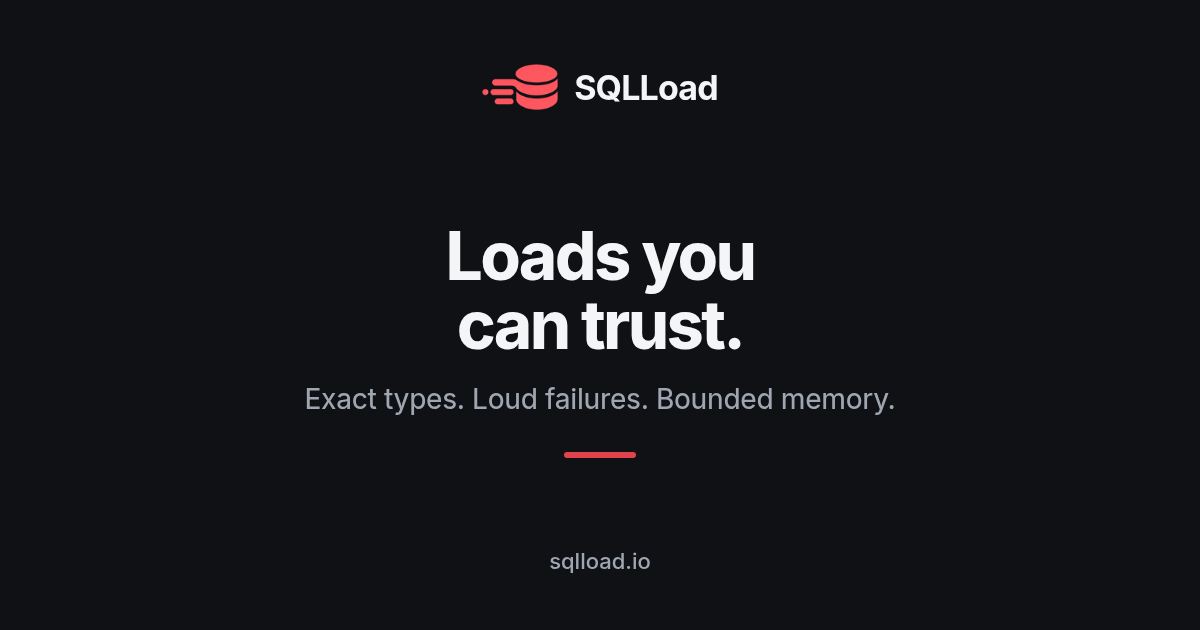 SQLLoad
Loads you
can trust.
Exact types. Loud failures. Bounded memory.
sqlload.io